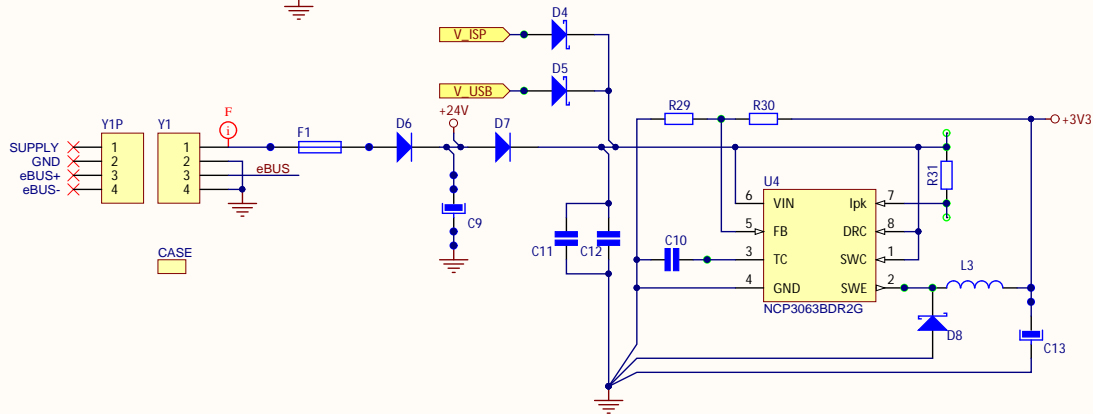 D4
V_ISP
D5
V_USB
+24V
F
i
Y1P
Y1
F1
D6
D7
R29
R30
+3V3
SUPPLY
1
1
GND
2
2
eBUS+
3
3
eBUS
eBUS-
4
4
R31
U4
6
VIN
Ipk
7
C9
5
FB
DRC
8
C11
C12
C10
3
TC
SWC
1
CASE
4
GND
SWE
2
L3
NCP3063BDR2G
D8
C13